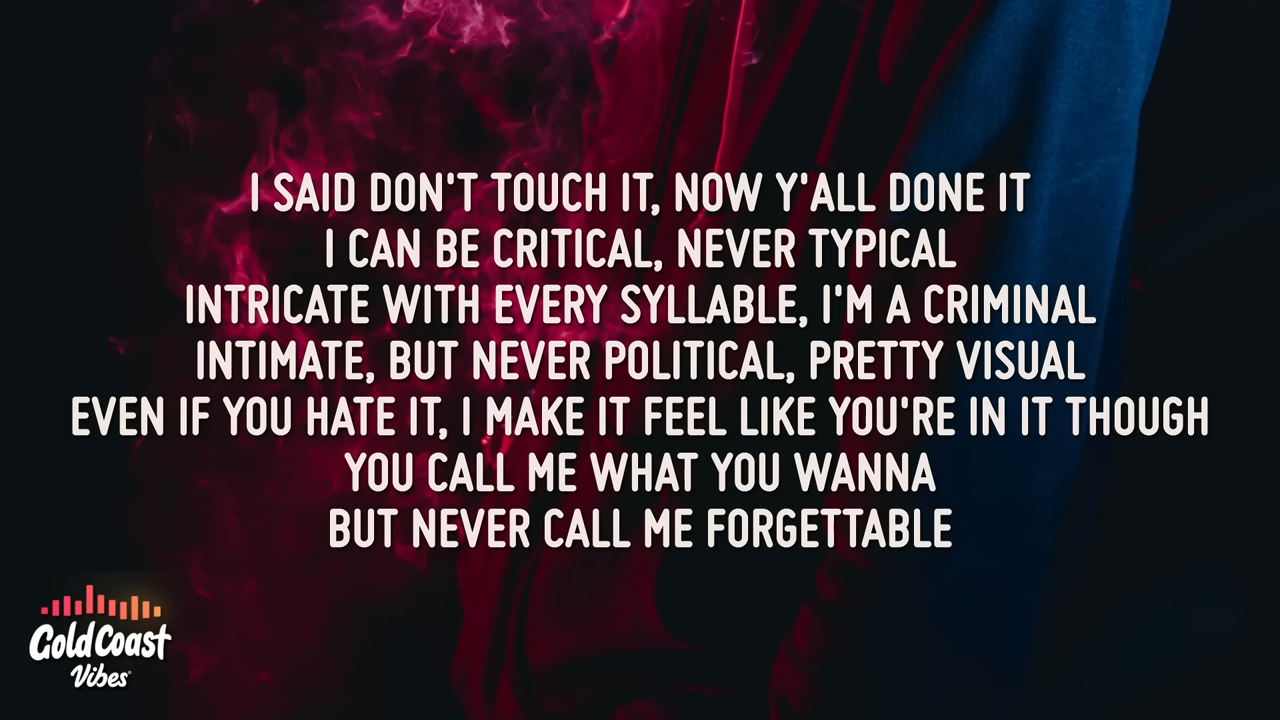 I SAID DON'T TOUCH IT, NOW Y'ALL DONE IT
I CAN BE CRITICAL, NEVER TYPICAL
INTRICATE WITH EVERY SYLLABLE, I'M A CRIMINAL
INTIMATE, BUT NEVER POLITICAL, PRETTY VISUAL
EVEN IF YOU HATE IT, I MAKE IT FEEL LIKE YOU'RE IN IT THOUGH
YOU CALL ME WHAT YOU WANNA
BUT NEVER CALL ME FORGETTABLE
Gold Coast
Vibes